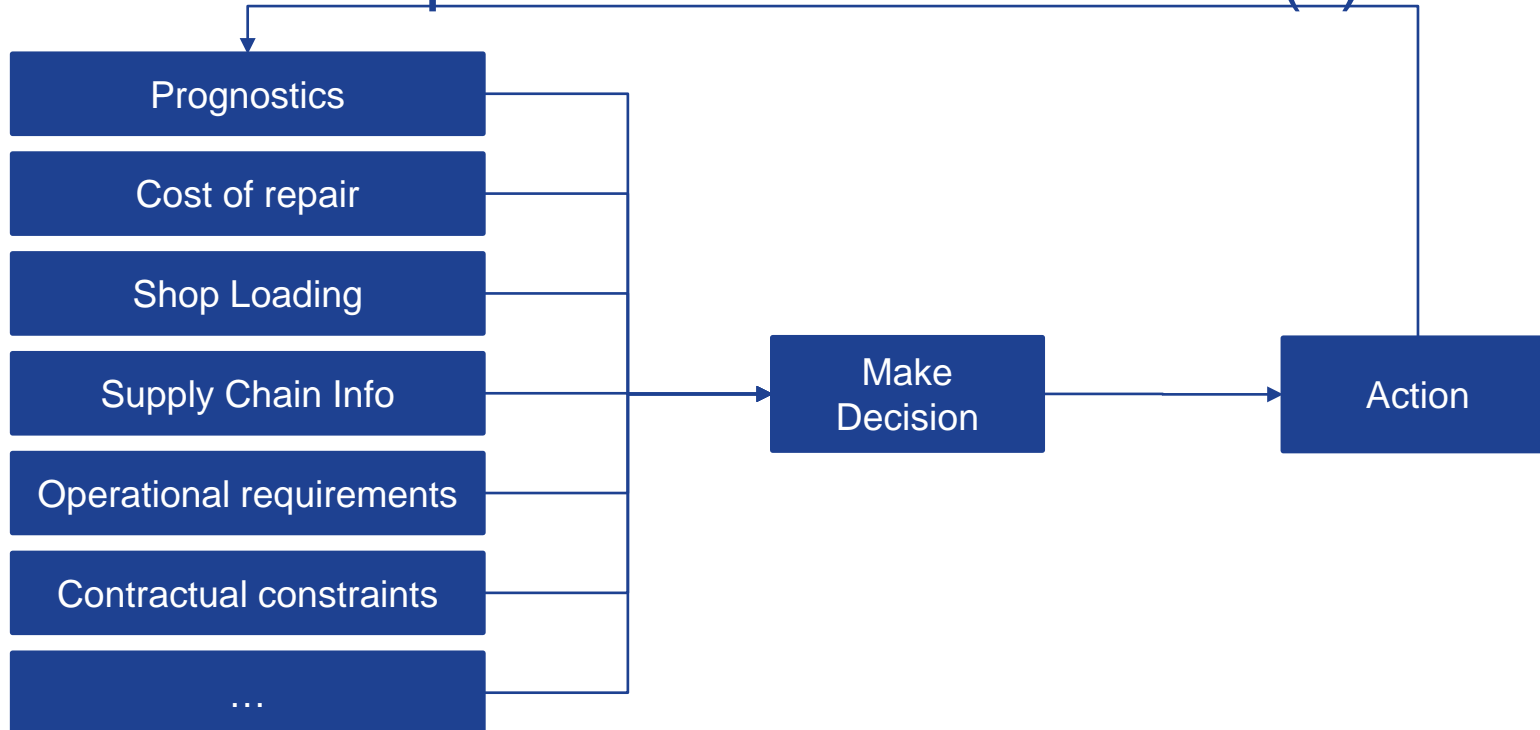 Prognostics
Cost of repair
Shop Loading
Supply Chain Info
Operational requirements
Contractual constraints
…
Make
Decision
Action